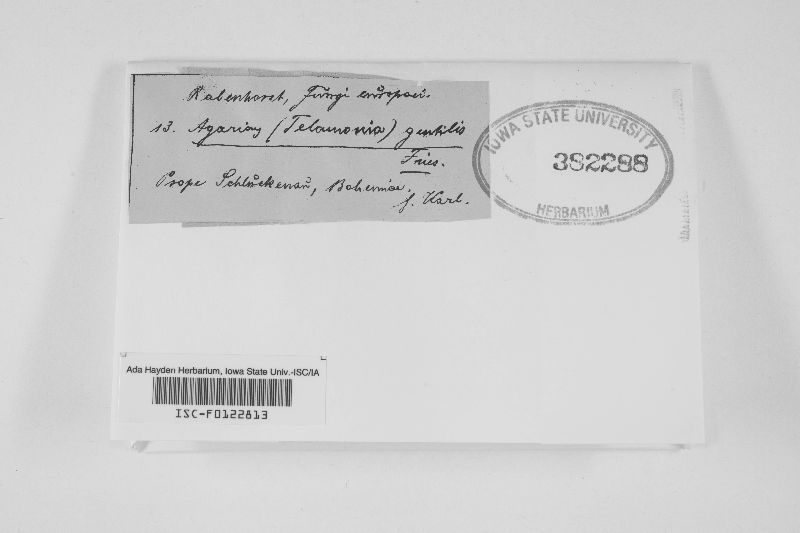 Rabenhorst, Fungi europaei.
13. Agaricus (Telamonia) gentilis
Fries.
Prope Schluckenau, Bohemiae.
J. Karl.
IOWA STATE UNIVERSITY
382288
HERBARIUM
Ada Hayden Herbarium, Iowa State Univ.-ISC/IA
ISC-F0122813